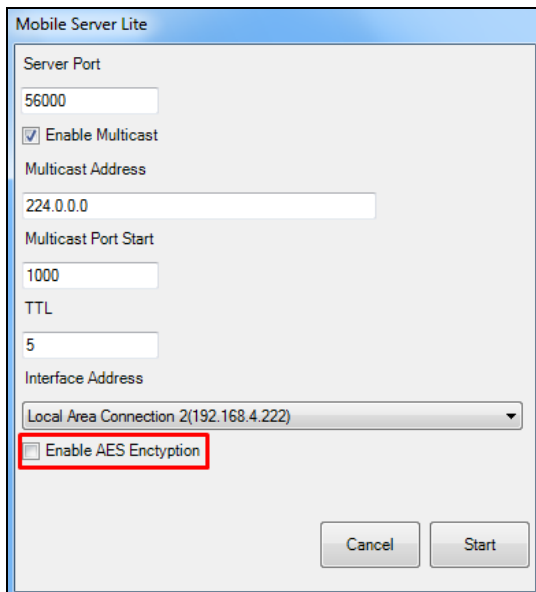 Mobile Server Lite
Server Port
56000
Enable Multicast
Multicast Address
224.0.0.0
Multicast Port Start
1000
TTL
5
Interface Address
Local Area Connection 2(192.168.4.222)
Enable AES Enctyption
Cancel Start